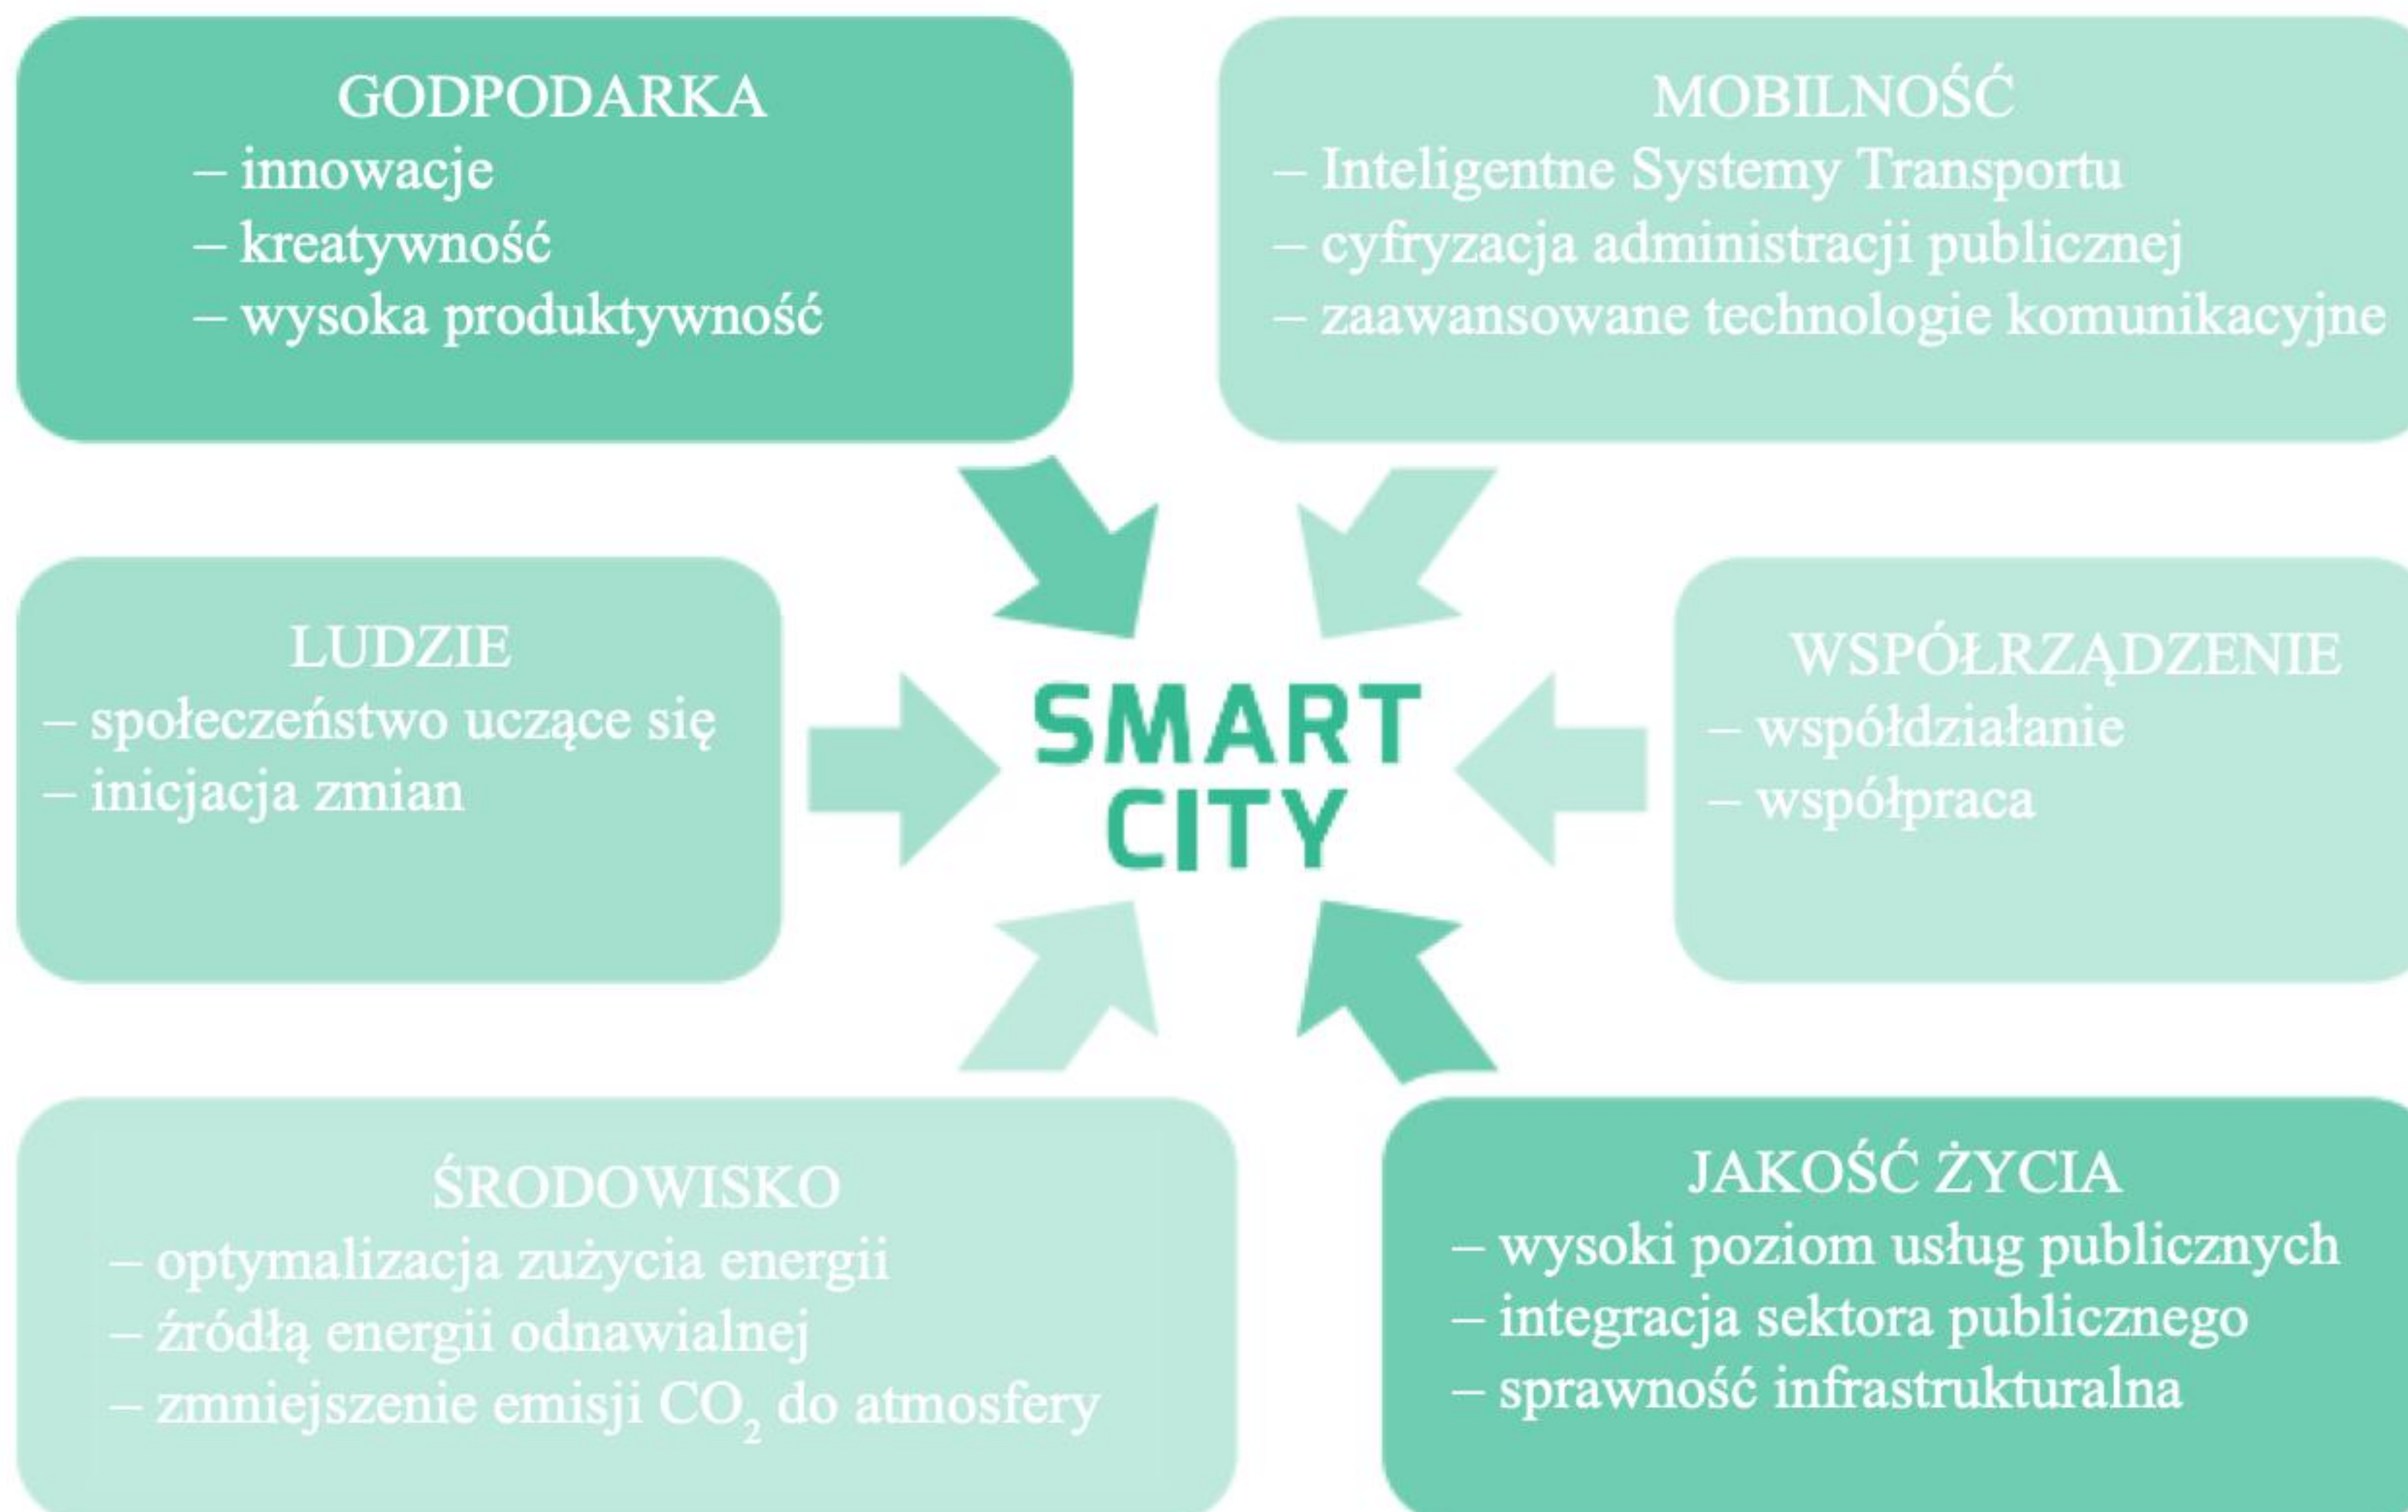 GODPODARKA
– innowacje
– kreatywność
– wysoka produktywność
MOBILNOŚĆ
– Inteligentne Systemy Transportu
– cyfryzacja administracji publicznej
– zaawansowane technologie komunikacyjne
LUDZIE
– społeczeństwo uczące się
– inicjacja zmian
SMART
CITY
WSPÓŁRZĄDZENIE
– współdziałanie
– współpraca
ŚRODOWISKO
– optymalizacja zużycia energii
– źródłą energii odnawialnej
– zmniejszenie emisji CO₂ do atmosfery
JAKOŚĆ ŻYCIA
– wysoki poziom usług publicznych
– integracja sektora publicznego
– sprawność infrastrukturalna